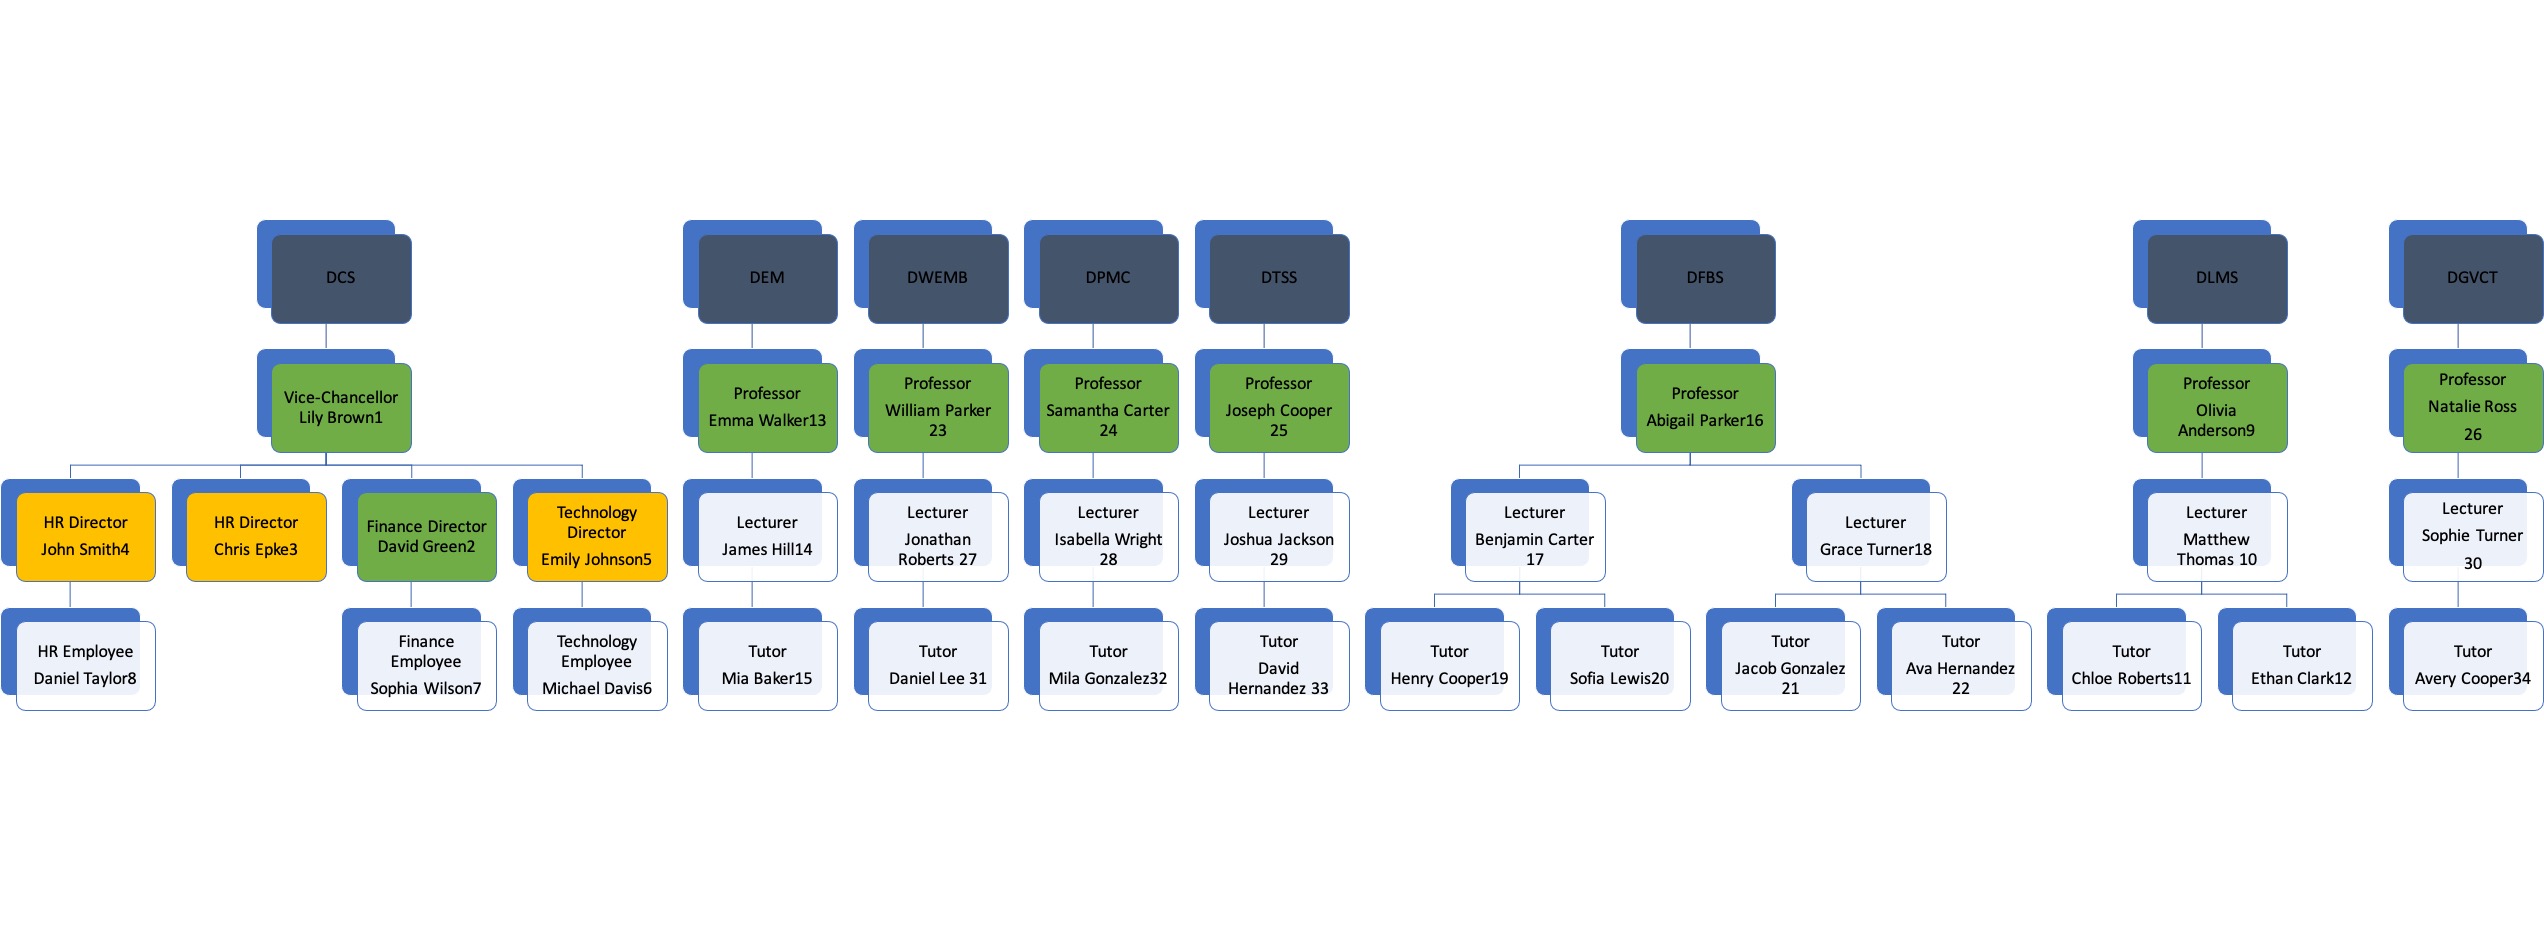 DCS
DEM
DWEMB
DPMC
DTSS
DFBS
DLMS
DGVCT
Vice-Chancellor
Lily Brown1
Professor
Emma Walker13
Professor
William Parker
23
Professor
Samantha Carter
24
Professor
Joseph Cooper
25
Professor
Abigail Parker16
Professor
Olivia
Anderson9
Professor
Natalie Ross
26
HR Director
John Smith4
HR Director
Chris Epke3
Finance Director
David Green2
Technology
Director
Emily Johnson5
Lecturer
James Hill14
Lecturer
Jonathan
Roberts 27
Lecturer
Isabella Wright
28
Lecturer
Joshua Jackson
29
Lecturer
Benjamin Carter
17
Lecturer
Grace Turner18
Lecturer
Matthew
Thomas 10
Lecturer
Sophie Turner
30
HR Employee
Daniel Taylor8
Finance
Employee
Sophia Wilson7
Technology
Employee
Michael Davis6
Tutor
Mia Baker15
Tutor
Daniel Lee 31
Tutor
Mila Gonzalez32
Tutor
David
Hernandez 33
Tutor
Henry Cooper19
Tutor
Sofia Lewis20
Tutor
Jacob Gonzalez
21
Tutor
Ava Hernandez
22
Tutor
Chloe Roberts11
Tutor
Ethan Clark12
Tutor
Avery Cooper34